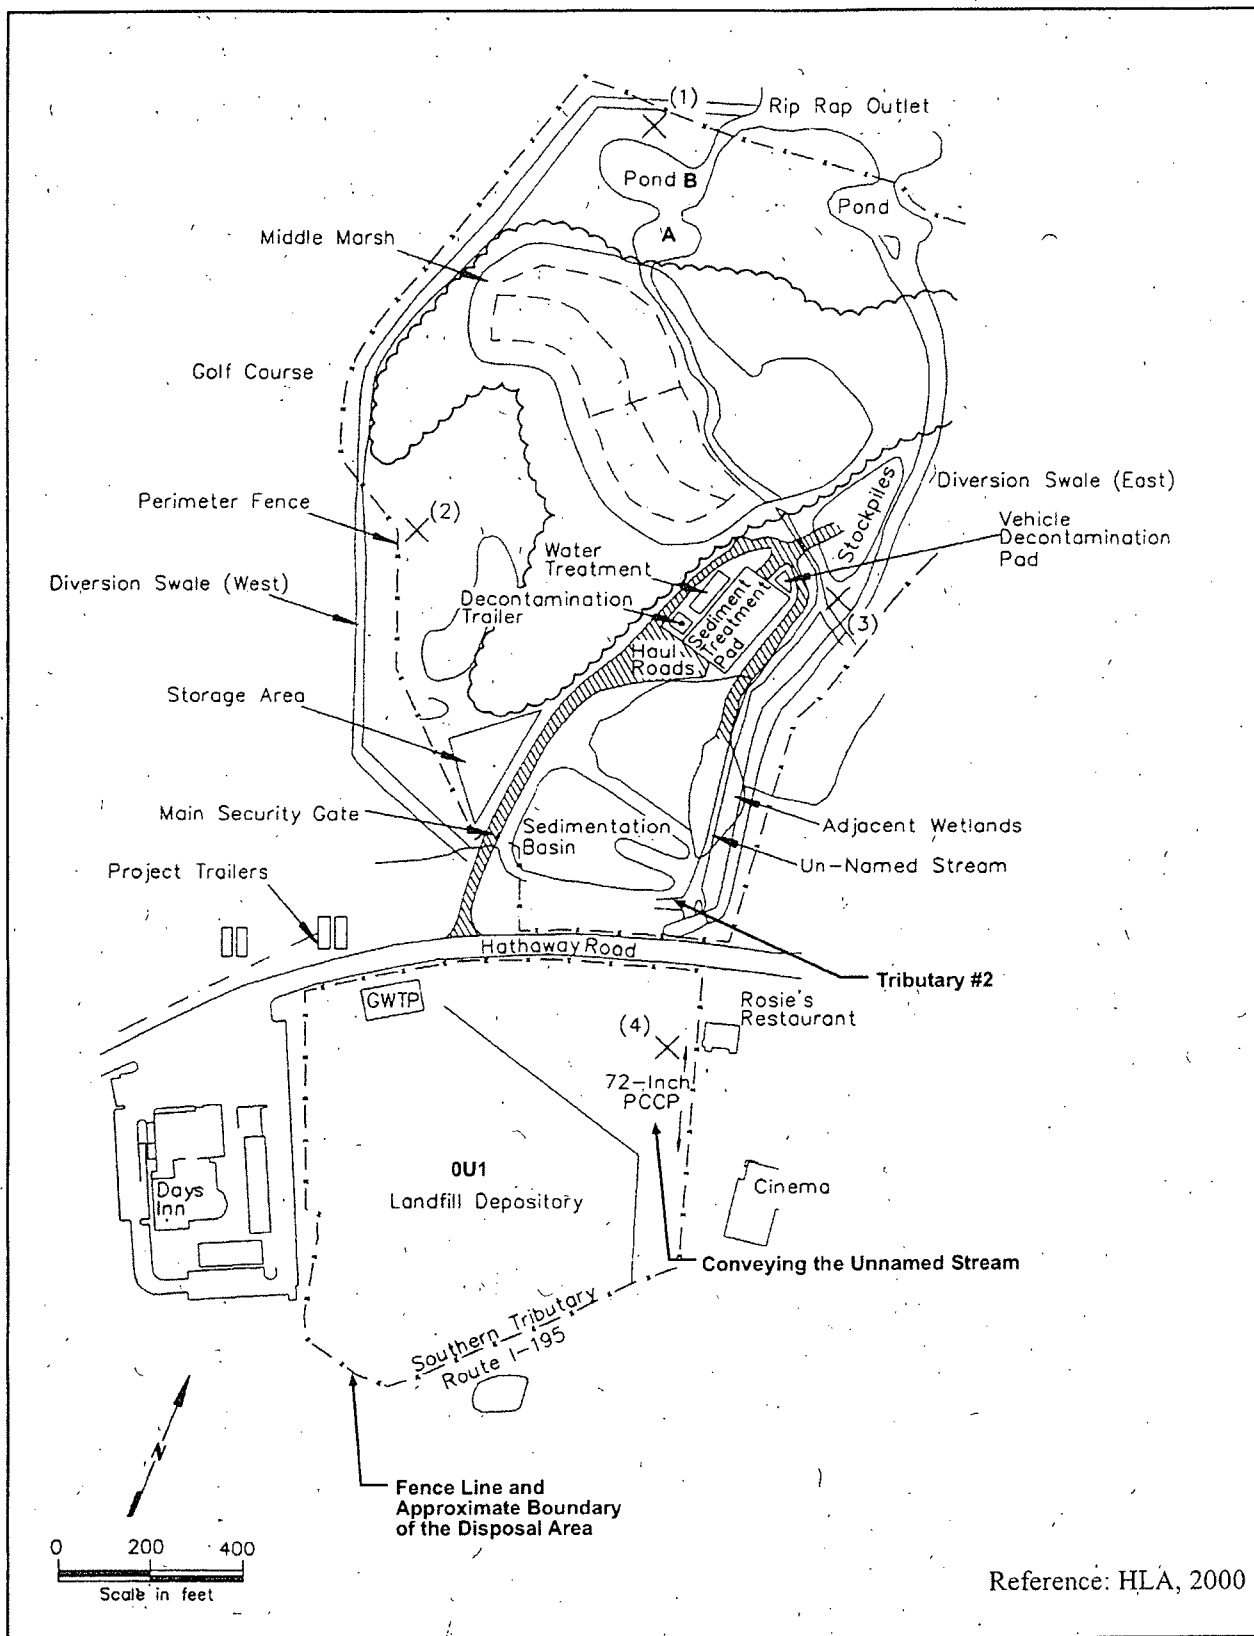 (1)
Rip Rap Outlet
Pond B
Pond
A
Middle Marsh
Golf Course
Diversion Swale (East)
Stockpiles
Perimeter Fence
(2)
Vehicle
Decontamination
Pad
Water
Treatment
Diversion Swale (West)
Decontamination
Trailer
Sediment
Treatment
Pad
(3)
Haul
Roads
Storage Area
Main Security Gate
Sedimentation
Basin
Adjacent Wetlands
Un-Named Stream
Project Trailers
Hathaway Road
Tributary #2
GWTP
Rosie's
Restaurant
(4)
72-Inch
PCCP
0U1
Landfill Depository
Days
Inn
Cinema
Conveying the Unnamed Stream
Southern Tributary
Route I-195
N
Fence Line and
Approximate Boundary
of the Disposal Area
0 200 400
Scale in feet
Reference: HLA, 2000